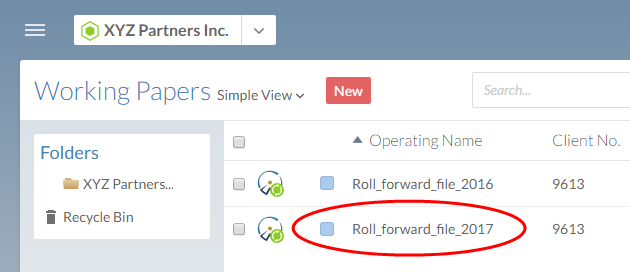 XYZ Partners Inc.
Working Papers Simple View New Search...
Folders
XYZ Partners...
Recycle Bin
Operating Name Client No.
Roll_forward_file_2016 9613
Roll_forward_file_2017 9613